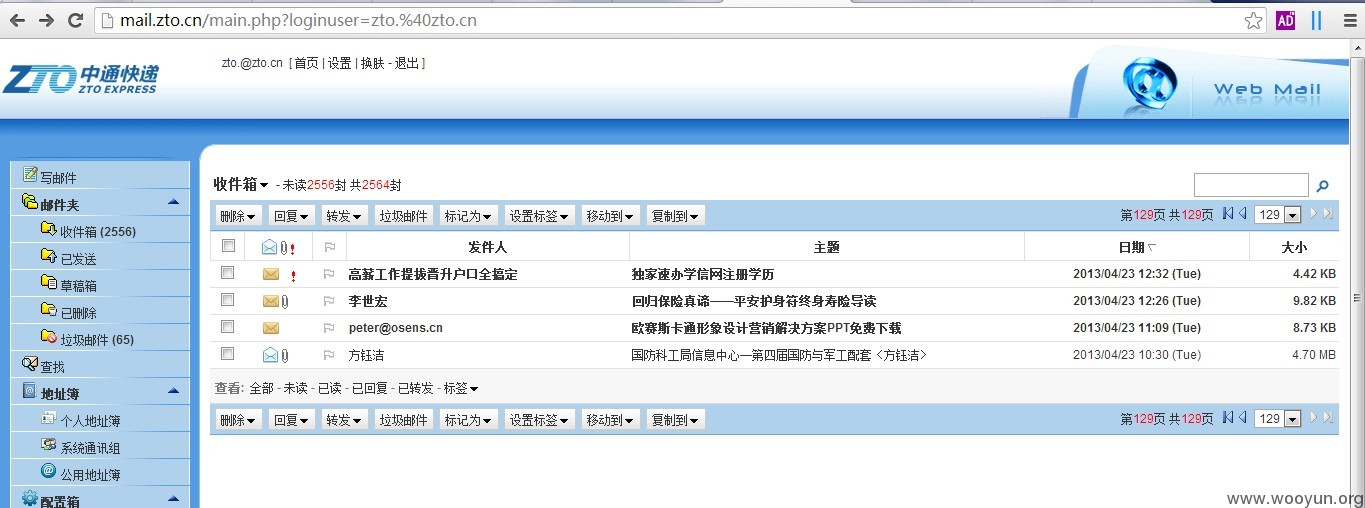 mail.zto.cn/main.php?loginuser=zto.%40zto.cn
AD
ZTO 中通快递
ZTO EXPRESS
zto.@zto.cn [首页 | 设置 | 换肤 - 退出 ]
Web Mail
写邮件
邮件夹
收件箱 (2556)
已发送
草稿箱
已删除
垃圾邮件 (65)
查找
地址簿
个人地址簿
系统通讯组
公用地址簿
配置箱
收件箱 - 未读2556封 共2564封
删除 回复 转发 垃圾邮件 标记为 设置标签 移动到 复制到 第129页 共129页 129
发件人 主题 日期 大小
高薪工作提拔晋升户口全搞定 独家速办学信网注册学历 2013/04/23 12:32 (Tue) 4.42 KB
李世宏 回归保险真谛——平安护身符终身寿险导读 2013/04/23 12:26 (Tue) 9.82 KB
peter@osens.cn 欧赛斯卡通形象设计营销解决方案PPT免费下载 2013/04/23 11:09 (Tue) 8.73 KB
方钰洁 国防科工局信息中心—第四届国防与军工配套〈方钰洁〉 2013/04/23 10:30 (Tue) 4.70 MB
查看: 全部 - 未读 - 已读 - 已回复 - 已转发 - 标签
删除 回复 转发 垃圾邮件 标记为 设置标签 移动到 复制到 第129页 共129页 129
www.wooyun.org